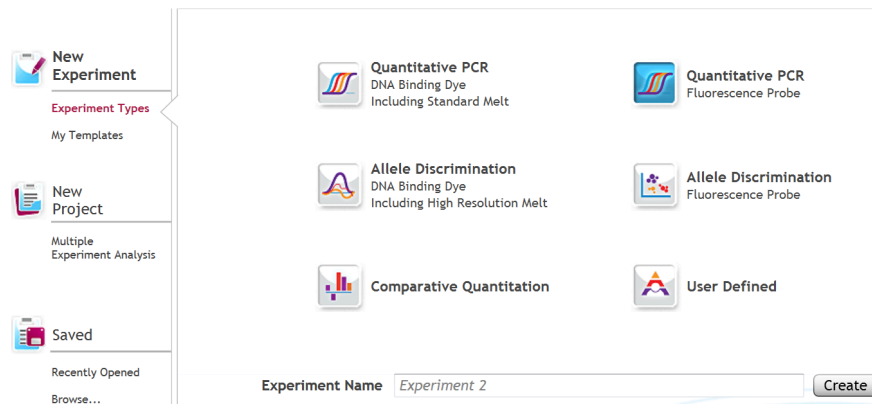 New
Experiment
Experiment Types
My Templates
New
Project
Multiple
Experiment Analysis
Saved
Recently Opened
Browse...
Quantitative PCR
DNA Binding Dye
Including Standard Melt
Quantitative PCR
Fluorescence Probe
Allele Discrimination
DNA Binding Dye
Including High Resolution Melt
Allele Discrimination
Fluorescence Probe
Comparative Quantitation
User Defined
Experiment Name Experiment 2 Create